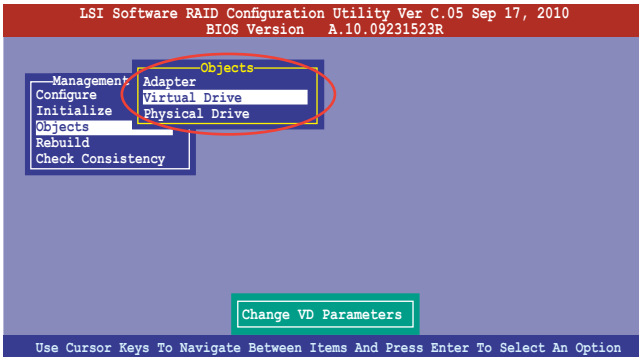 LSI Software RAID Configuration Utility Ver C.05 Sep 17, 2010
BIOS Version A.10.09231523R
Management
Configure
Initialize
Objects
Rebuild
Check Consistency
Objects
Adapter
Virtual Drive
Physical Drive
Change VD Parameters
Use Cursor Keys To Navigate Between Items And Press Enter To Select An Option